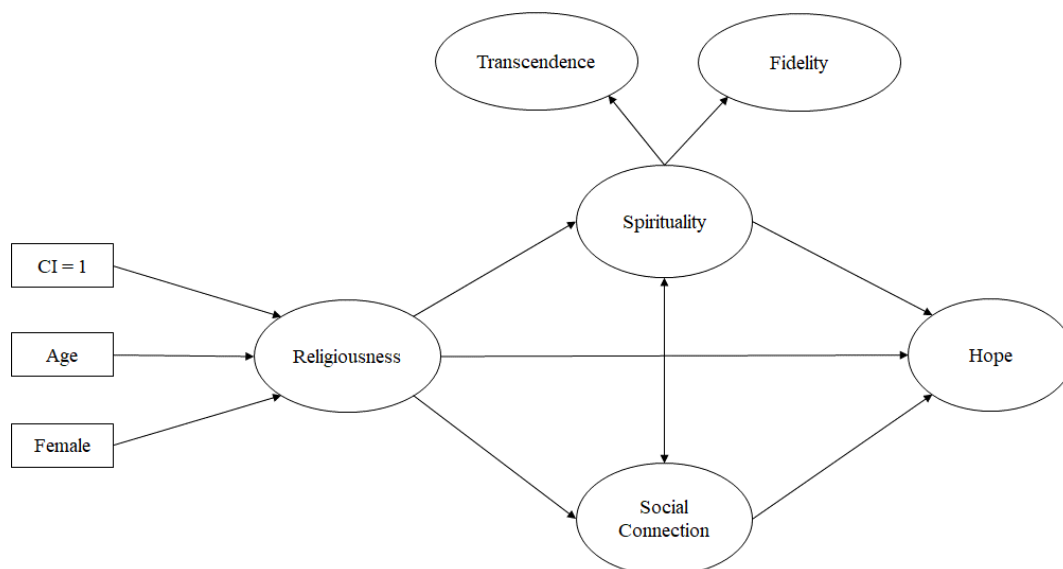 Transcendence
Fidelity
Spirituality
CI = 1
Age
Religiousness
Hope
Female
Social
Connection